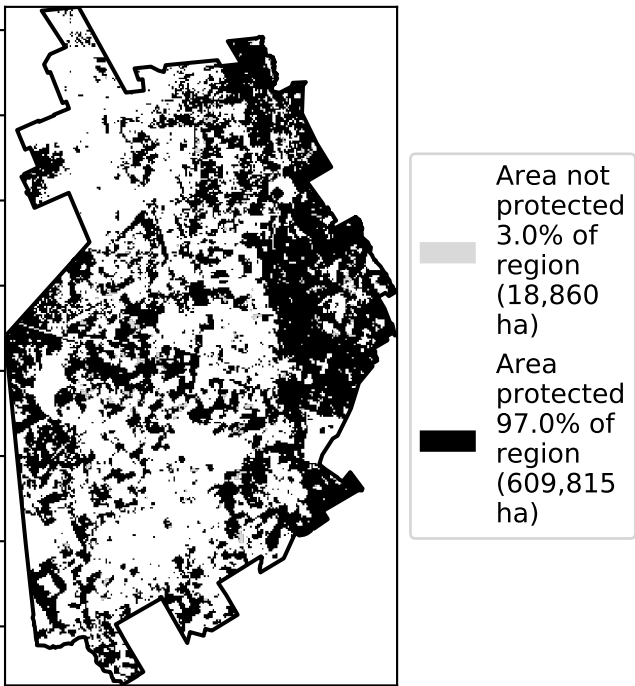 Area not
protected
3.0% of
region
(18,860
ha)
Area
protected
97.0% of
region
(609,815
ha)